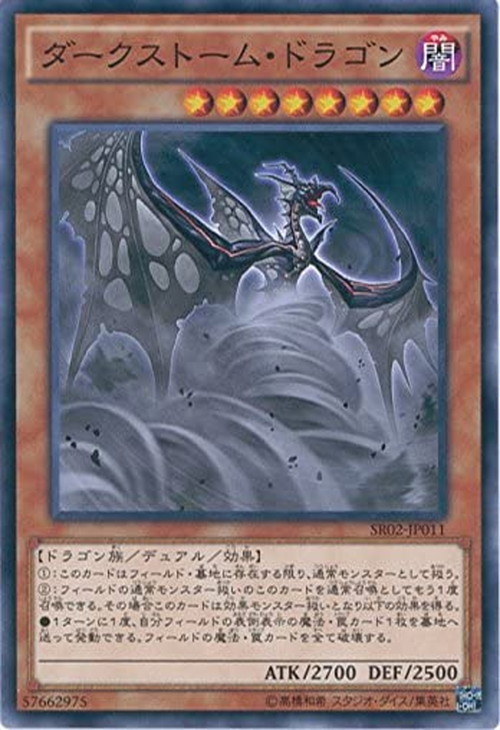 ダークストーム・ドラゴン
闇
SR02-JP011
【ドラゴン族／デュアル／効果】
①：このカードはフィールド・墓地に存在する限り、通常モンスターとして扱う。
②：フィールドの通常モンスター扱いのこのカードを通常召喚としてもう１度
召喚できる。その場合このカードは効果モンスター扱いとなり以下の効果を得る。
●１ターンに１度、自分フィールドの表側表示の魔法・罠カード１枚を墓地へ
送って発動できる。フィールドの魔法・罠カードを全て破壊する。
ATK/2700 DEF/2500
57662975
©高橋和希 スタジオ・ダイス/集英社